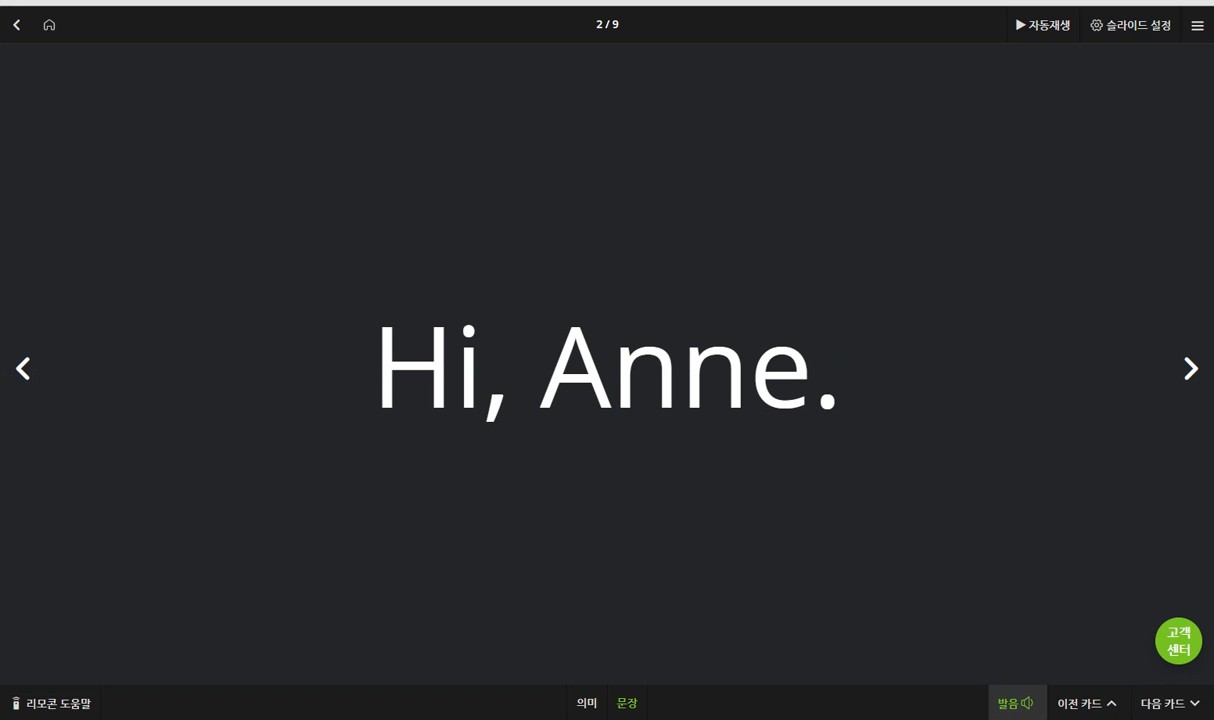 2 / 9
자동재생
슬라이드 설정
Hi, Anne.
고객
센터
리모콘 도움말
의미
문장
발음
이전 카드
다음 카드